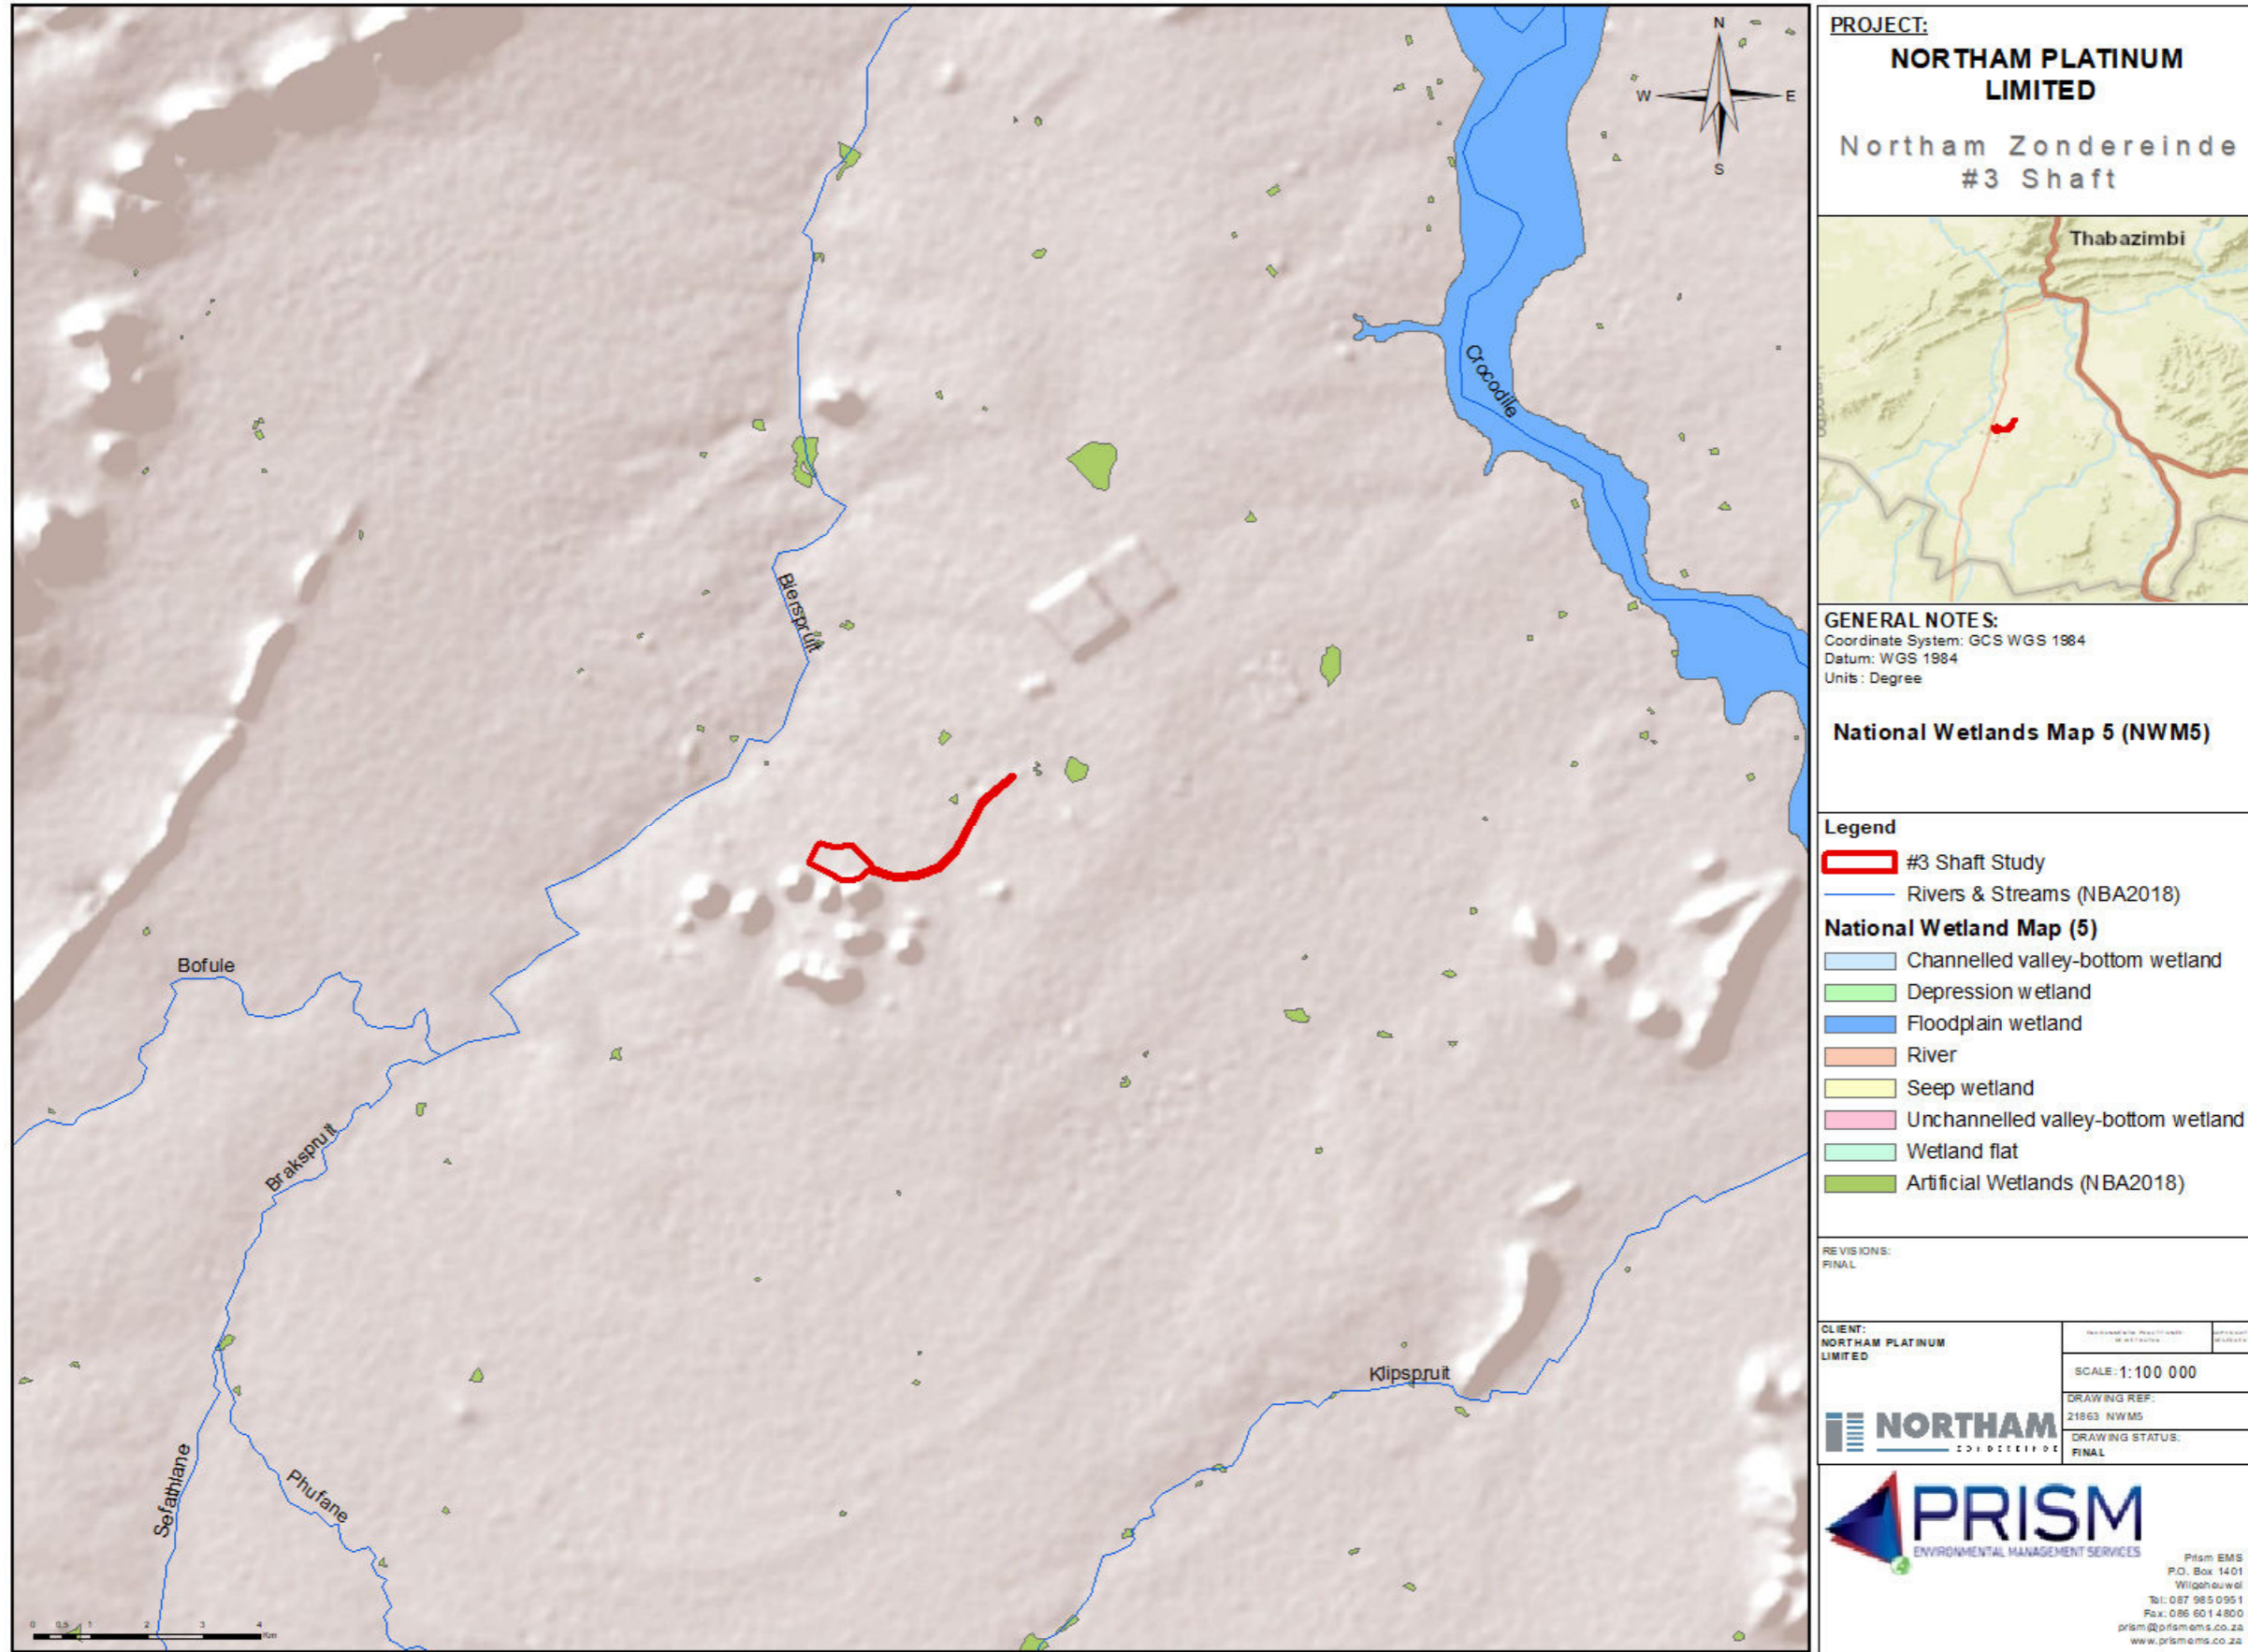 N
W
E
S
Crocodile
Bierspruit
Bofule
Brakspruit
Sefathlane
Phufane
Klipspruit
0 0.5 1 2 3 4
Km
PROJECT:
NORTHAM PLATINUM
LIMITED
Northam Zondereinde
#3 Shaft
Thabazimbi
GENERAL NOTES:
Coordinate System: GCS WGS 1984
Datum: WGS 1984
Units: Degree
National Wetlands Map 5 (NWM5)
Legend
#3 Shaft Study
Rivers & Streams (NBA2018)
National Wetland Map (5)
Channelled valley-bottom wetland
Depression wetland
Floodplain wetland
River
Seep wetland
Unchannelled valley-bottom wetland
Wetland flat
Artificial Wetlands (NBA2018)
REVISIONS:
FINAL
CLIENT:
NORTHAM PLATINUM
LIMITED
SCALE: 1:100 000
DRAWING REF:
21863 NWM5
DRAWING STATUS:
FINAL
NORTHAM
ZONDEREINDE
PRISM
ENVIRONMENTAL MANAGEMENT SERVICES
Prism EMS
P.O. Box 1401
Wilgeheuwel
Tel: 087 985 0951
Fax: 086 601 4800
prism@prismems.co.za
www.prismems.co.za